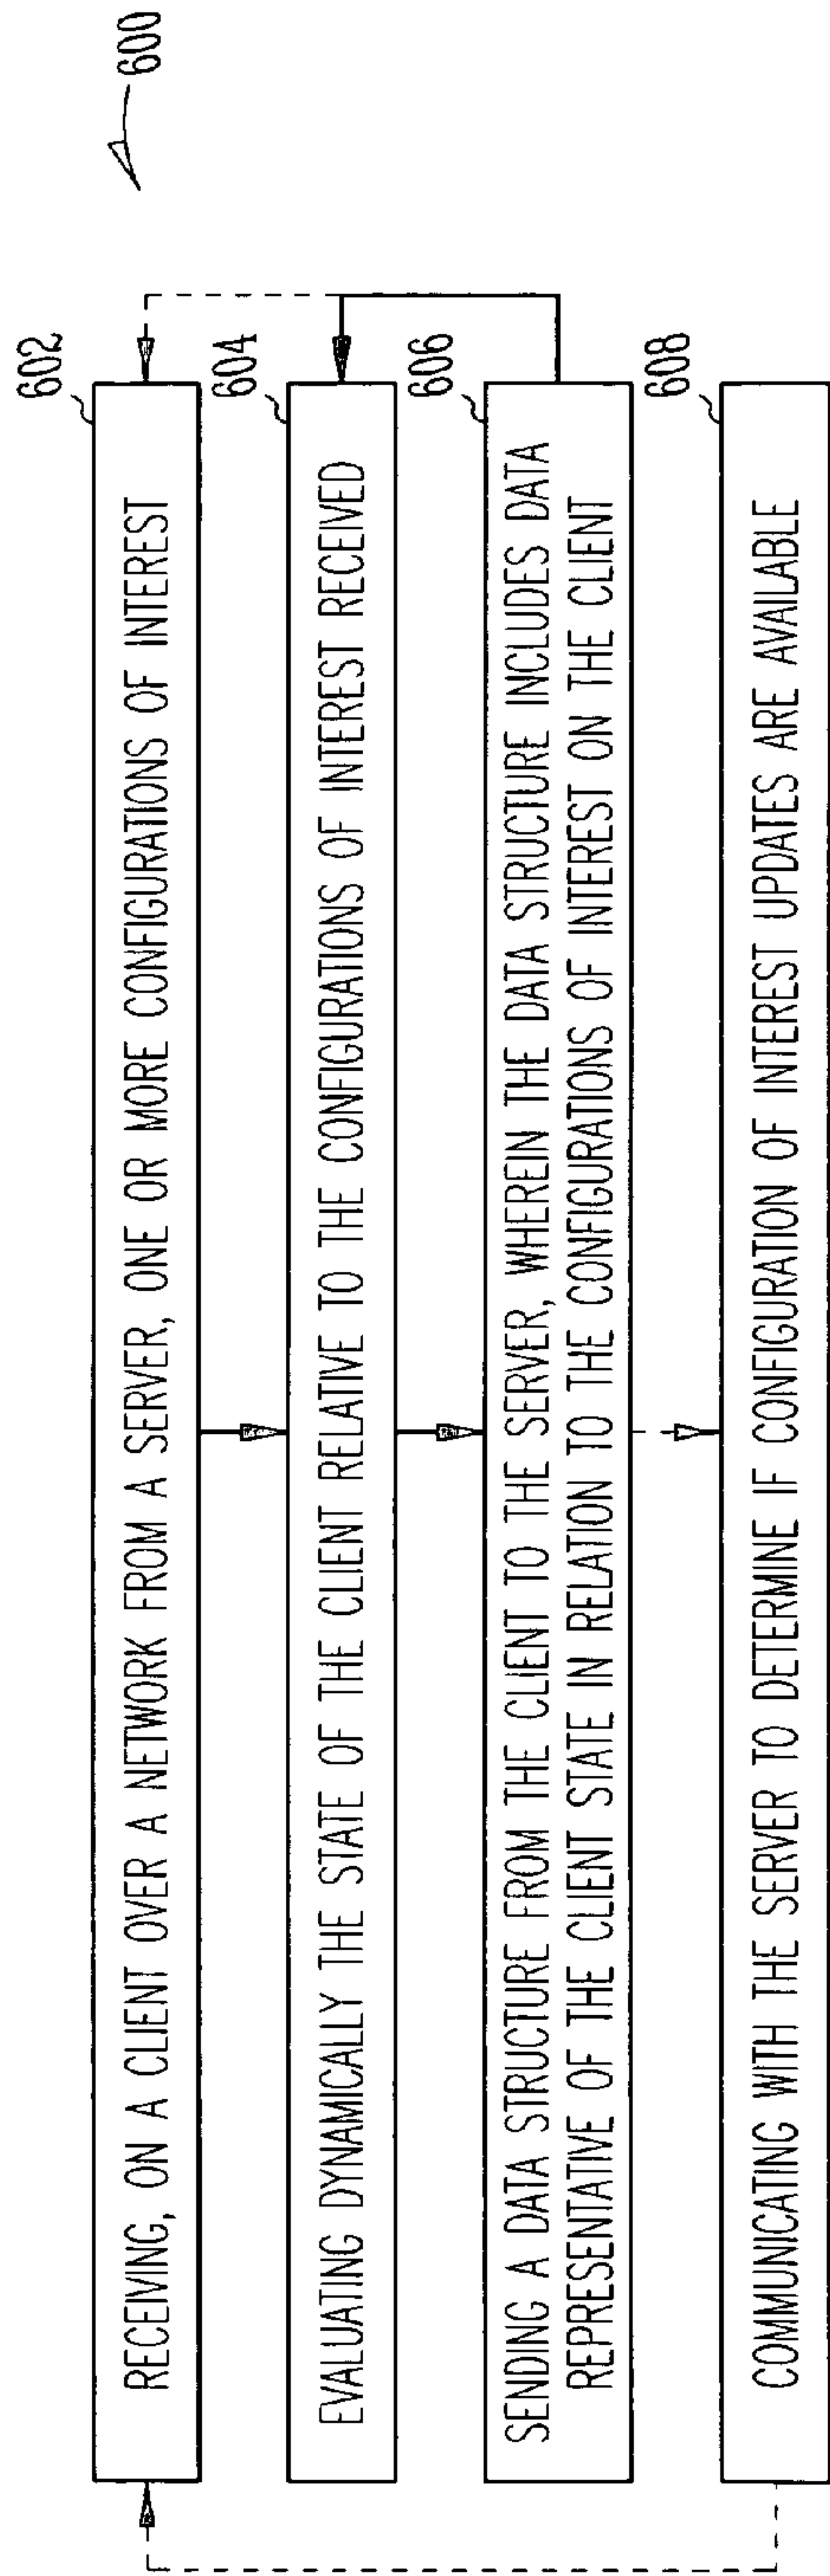 600
602
RECEIVING, ON A CLIENT OVER A NETWORK FROM A SERVER, ONE OR MORE CONFIGURATIONS OF INTEREST
604
EVALUATING DYNAMICALLY THE STATE OF THE CLIENT RELATIVE TO THE CONFIGURATIONS OF INTEREST RECEIVED
606
SENDING A DATA STRUCTURE FROM THE CLIENT TO THE SERVER, WHEREIN THE DATA STRUCTURE INCLUDES DATA
REPRESENTATIVE OF THE CLIENT STATE IN RELATION TO THE CONFIGURATIONS OF INTEREST ON THE CLIENT
608
COMMUNICATING WITH THE SERVER TO DETERMINE IF CONFIGURATION OF INTEREST UPDATES ARE AVAILABLE